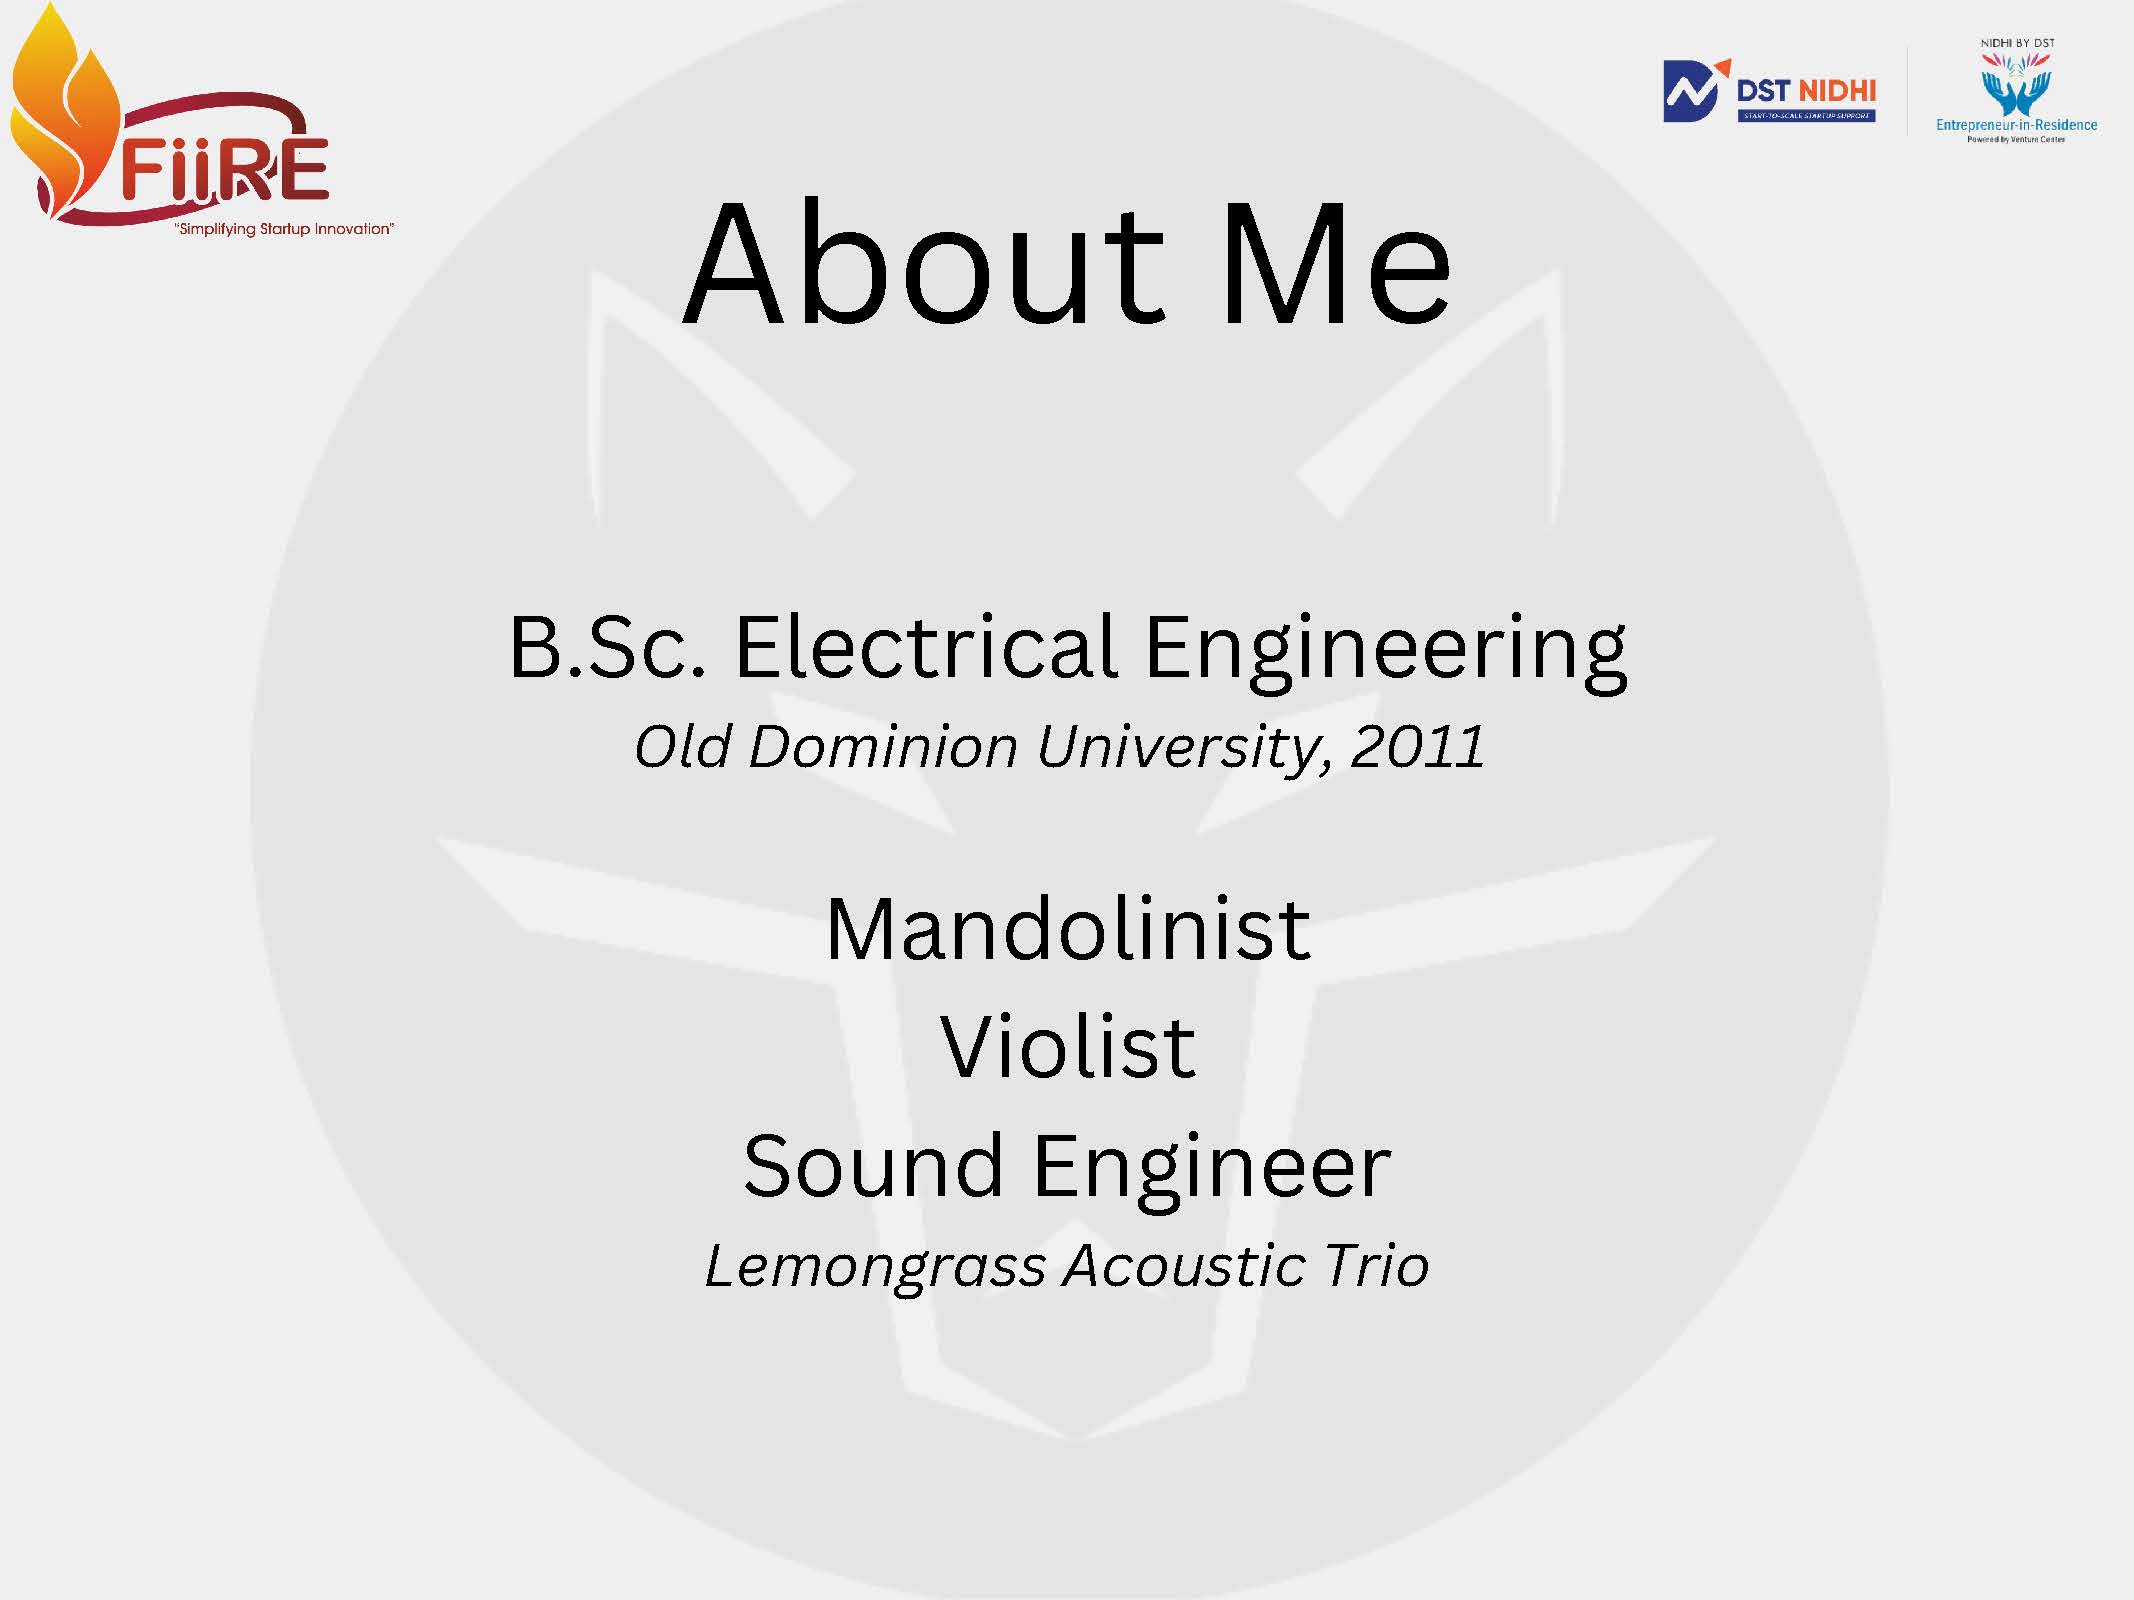 FiiRE
"Simplifying Startup Innovation"
DST NIDHI
START-TO-SCALE STARTUP SUPPORT
NIDHI BY DST
Entrepreneur-in-Residence
Powered by Venture Center
About Me
B.Sc. Electrical Engineering
Old Dominion University, 2011
Mandolinist
Violist
Sound Engineer
Lemongrass Acoustic Trio